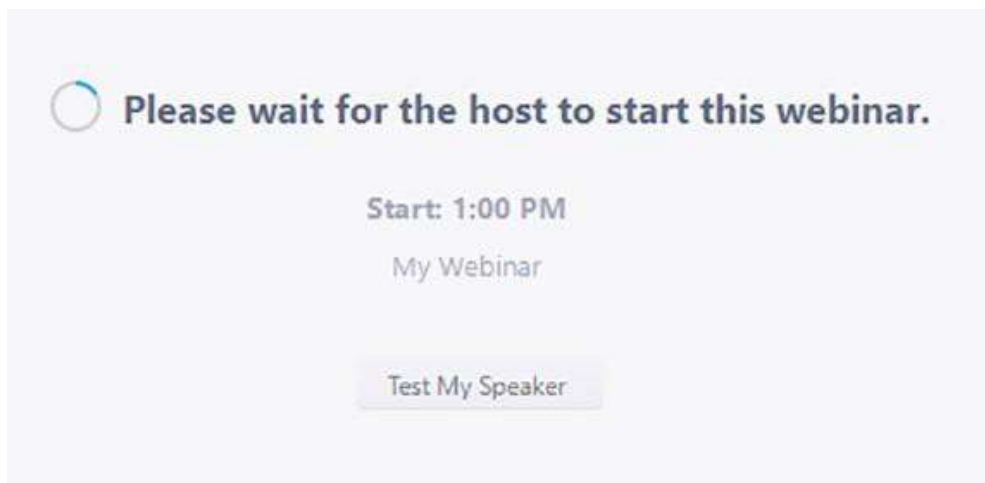 Please wait for the host to start this webinar.
Start: 1:00 PM
My Webinar
Test My Speaker